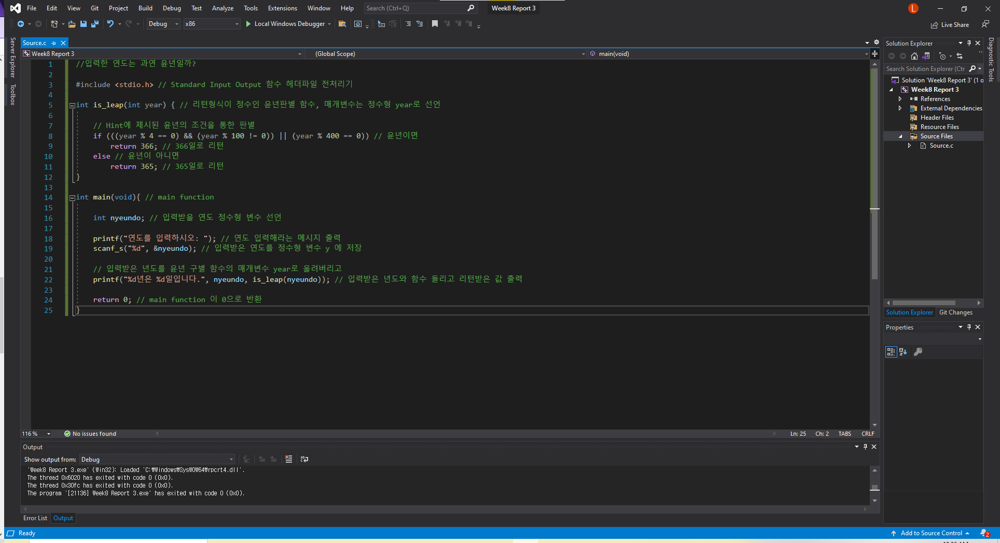 File Edit View Git Project Build Debug Test Analyze Tools Extensions Window Help Search (Ctrl+Q) Week8 Report 3 L
Debug x86 Local Windows Debugger Live Share
Server Explorer
Toolbox
Source.c
Week8 Report 3 (Global Scope) main(void)
1 //입력한 연도는 과연 윤년일까?
2
3 #include <stdio.h> // Standard Input Output 함수 헤더파일 전처리기
4
5 int is_leap(int year) { // 리턴형식이 정수인 윤년판별 함수, 매개변수는 정수형 year로 선언
6
7 // Hint에 제시된 윤년의 조건을 통한 판별
8 if (((year % 4 == 0) && (year % 100 != 0)) || (year % 400 == 0)) // 윤년이면
9 return 366; // 366일로 리턴
10 else // 윤년이 아니면
11 return 365; // 365일로 리턴
12 }
13
14 int main(void){ // main function
15
16 int nyeundo; // 입력받을 연도 정수형 변수 선언
17
18 printf("연도를 입력하시오: "); // 연도 입력해라는 메시지 출력
19 scanf_s("%d", &nyeundo); // 입력받은 연도를 정수형 변수 y 에 저장
20
21 // 입력받은 년도를 윤년 구별 함수의 매개변수 year로 올려버리고
22 printf("%d년은 %d일입니다.", nyeundo, is_leap(nyeundo)); // 입력받은 년도와 함수 돌리고 리턴받은 값 출력
23
24 return 0; // main function 이 0으로 반환
25 }
116 % No issues found Ln: 25 Ch: 2 TABS CRLF
Output
Show output from: Debug
'Week8 Report 3.exe' (Win32): Loaded 'C:₩Windows₩SysWOW64₩rpcrt4.dll'.
The thread 0x6020 has exited with code 0 (0x0).
The thread 0x30fc has exited with code 0 (0x0).
The program '[21136] Week8 Report 3.exe' has exited with code 0 (0x0).
Error List Output
Solution Explorer
Search Solution Explorer (Ctr
Solution 'Week8 Report 3' (1 o
Week8 Report 3
References
External Dependencies
Header Files
Resource Files
Source Files
Source.c
Solution Explorer Git Changes
Properties
Diagnostic Tools
Ready Add to Source Control 2